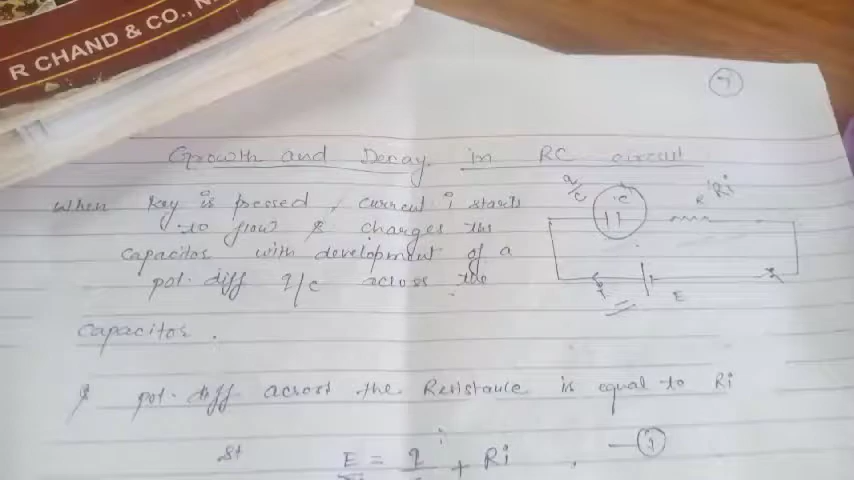 R CHAND & CO., N
7
Growth and Decay in RC circuit
When key is pressed, current i starts
to flow & charges the
capacitor with development of a
pot. diff q/c across the
capacitor.
q/c
C
R
Ri
E
& pot. diff across the Resistance is equal to Ri
E = q + Ri — (1)